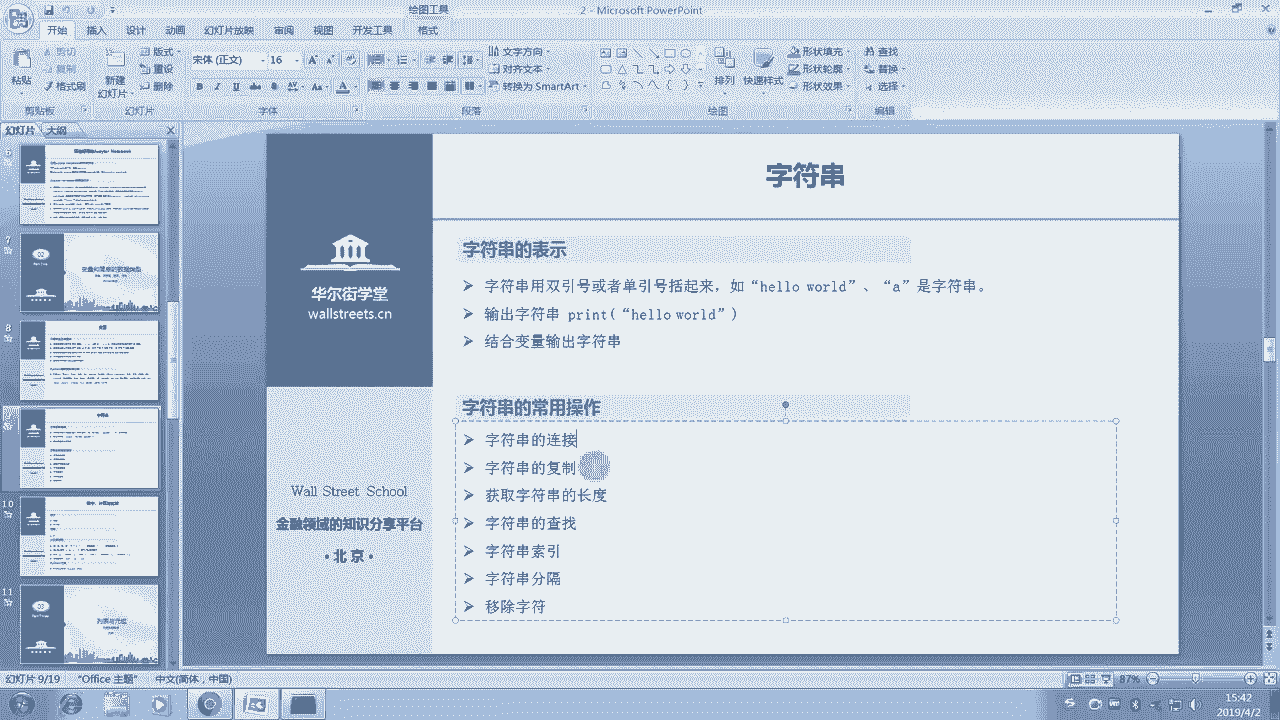 绘图工具
2 - Microsoft PowerPoint
开始 插入 设计 动画 幻灯片放映 审阅 视图 开发工具 格式
粘贴 剪切 复制 格式刷 新建 幻灯片 版式 重设 删除
宋体 (正文) 16
文字方向 对齐文本 转换为 SmartArt
排列 快速样式 形状填充 形状轮廓 形状效果
查找 替换 选择
剪贴板 幻灯片 字体 段落 绘图 编辑
幻灯片 大纲
7
8
10
11
字符串
华尔街学堂
wallstreets.cn
Wall Street School
金融领域的知识分享平台
北京·
字符串的表示
➢ 字符串用双引号或者单引号括起来，如“hello world”、“a”是字符串。
➢ 输出字符串 print(“hello world”)
➢ 结合变量输出字符串
字符串的常用操作
➢ 字符串的连接
➢ 字符串的复制
➢ 获取字符串的长度
➢ 字符串的查找
➢ 字符串索引
➢ 字符串分隔
➢ 移除字符
幻灯片 9/19 “Office 主题” 中文(简体，中国)
87%
15:42
2019/4/2